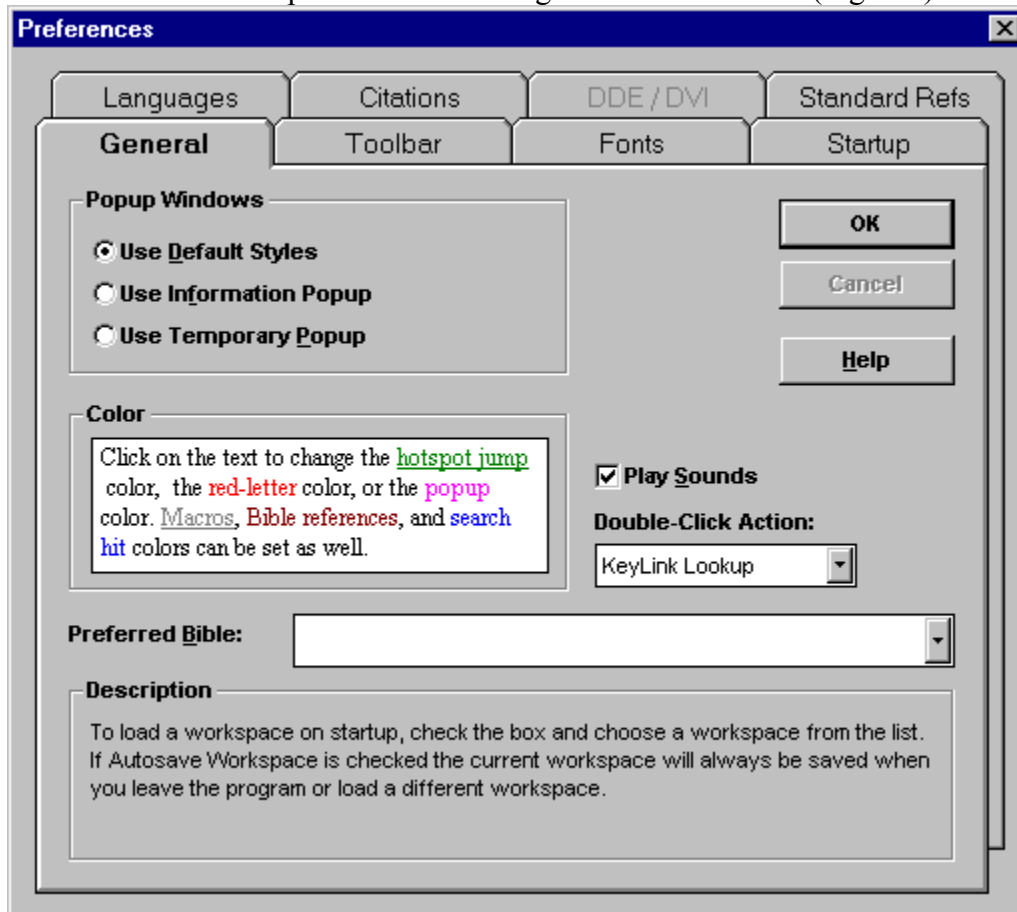 Preferences
Languages Citations DDE / DVI Standard Refs
General Toolbar Fonts Startup
Popup Windows
Use Default Styles
Use Information Popup
Use Temporary Popup
OK
Cancel
Help
Color
Click on the text to change the hotspot jump
color, the red-letter color, or the popup
color. Macros, Bible references, and search
hit colors can be set as well.
Play Sounds
Double-Click Action:
KeyLink Lookup
Preferred Bible:
Description
To load a workspace on startup, check the box and choose a workspace from the list.
If Autosave Workspace is checked the current workspace will always be saved when
you leave the program or load a different workspace.